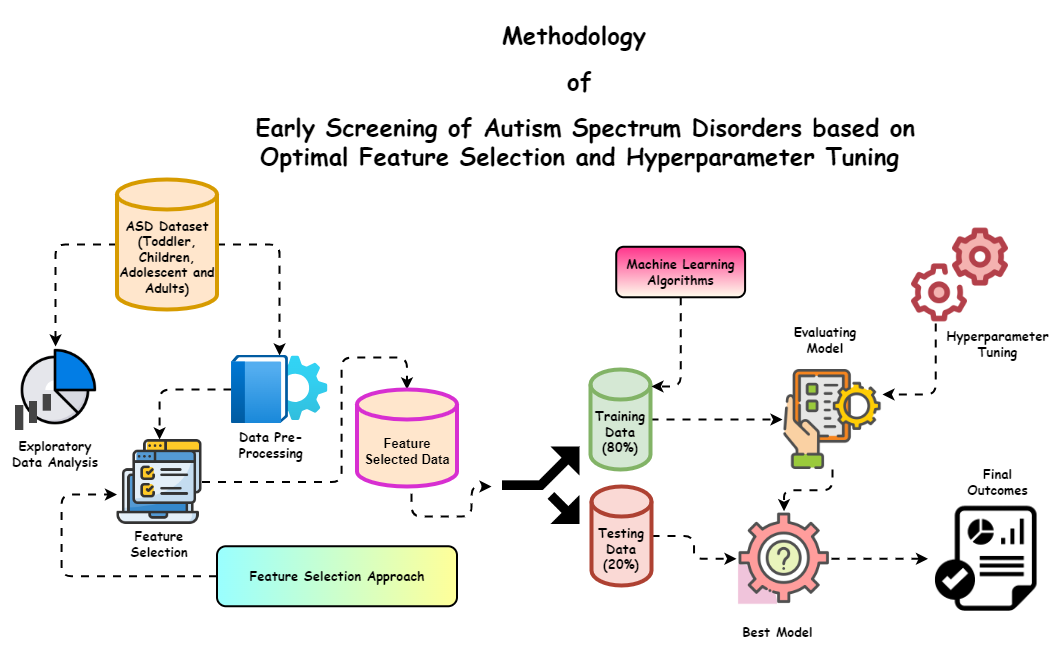 Methodology
of
Early Screening of Autism Spectrum Disorders based on
Optimal Feature Selection and Hyperparameter Tuning
ASD Dataset
(Toddler,
Children,
Adolescent and
Adults)
Machine Learning
Algorithms
Evaluating
Model
Hyperparameter
Tuning
Exploratory
Data Analysis
Data Pre-
Processing
Feature
Selected Data
Training
Data
(80%)
Feature
Selection
Testing
Data
(20%)
Final
Outcomes
?
Feature Selection Approach
Best Model